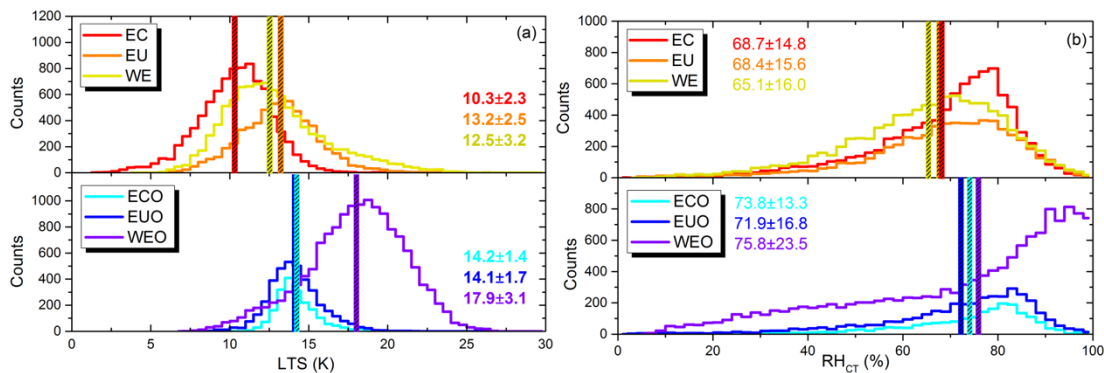 1200
1000
800
600
400
200
0
Counts
EC
EU
WE
(a)
10.3±2.3
13.2±2.5
12.5±3.2
1000
800
600
400
200
0
Counts
ECO
EUO
WEO
14.2±1.4
14.1±1.7
17.9±3.1
0 5 10 15 20 25 30
LTS (K)
1000
800
600
400
200
0
Counts
EC
EU
WE
68.7±14.8
68.4±15.6
65.1±16.0
(b)
800
600
400
200
0
Counts
ECO
EUO
WEO
73.8±13.3
71.9±16.8
75.8±23.5
0 20 40 60 80 100
RHCT (%)